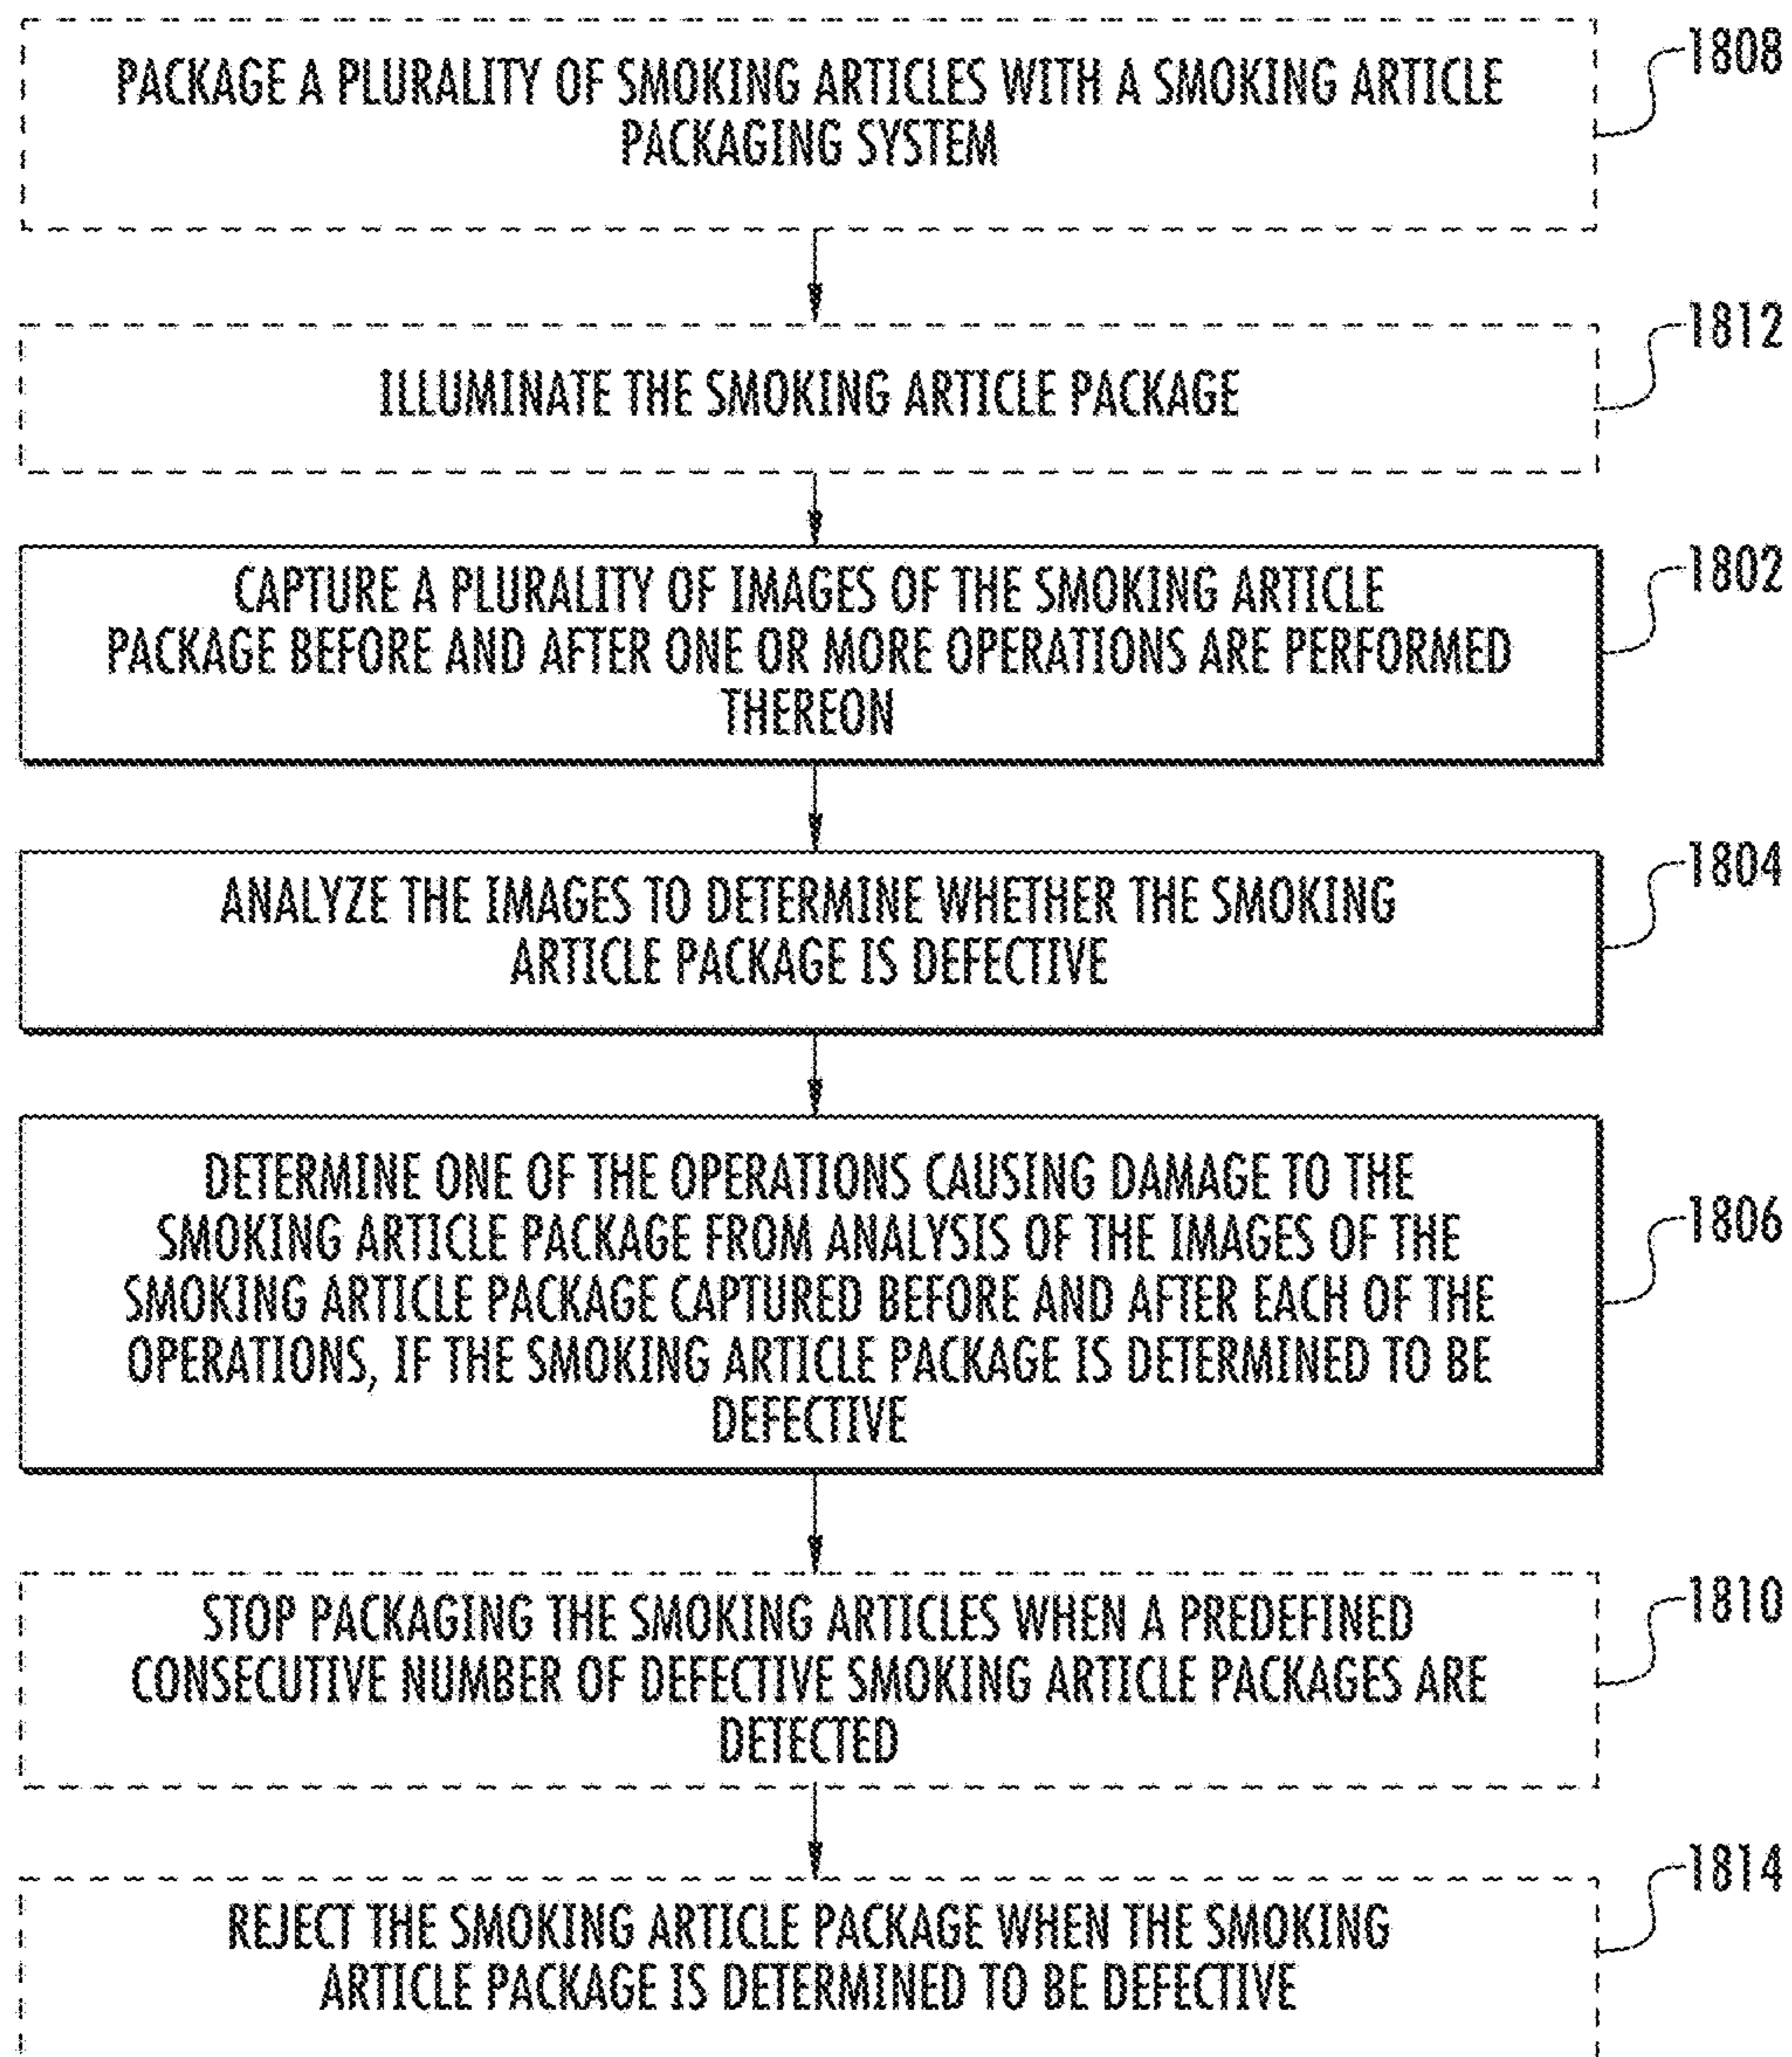 PACKAGE A PLURALITY OF SMOKING ARTICLES WITH A SMOKING ARTICLE
PACKAGING SYSTEM
1808
ILLUMINATE THE SMOKING ARTICLE PACKAGE
1812
CAPTURE A PLURALITY OF IMAGES OF THE SMOKING ARTICLE
PACKAGE BEFORE AND AFTER ONE OR MORE OPERATIONS ARE PERFORMED
THEREON
1802
ANALYZE THE IMAGES TO DETERMINE WHETHER THE SMOKING
ARTICLE PACKAGE IS DEFECTIVE
1804
DETERMINE ONE OF THE OPERATIONS CAUSING DAMAGE TO THE
SMOKING ARTICLE PACKAGE FROM ANALYSIS OF THE IMAGES OF THE
SMOKING ARTICLE PACKAGE CAPTURED BEFORE AND AFTER EACH OF THE
OPERATIONS, IF THE SMOKING ARTICLE PACKAGE IS DETERMINED TO BE
DEFECTIVE
1806
STOP PACKAGING THE SMOKING ARTICLES WHEN A PREDEFINED
CONSECUTIVE NUMBER OF DEFECTIVE SMOKING ARTICLE PACKAGES ARE
DETECTED
1810
REJECT THE SMOKING ARTICLE PACKAGE WHEN THE SMOKING
ARTICLE PACKAGE IS DETERMINED TO BE DEFECTIVE
1814